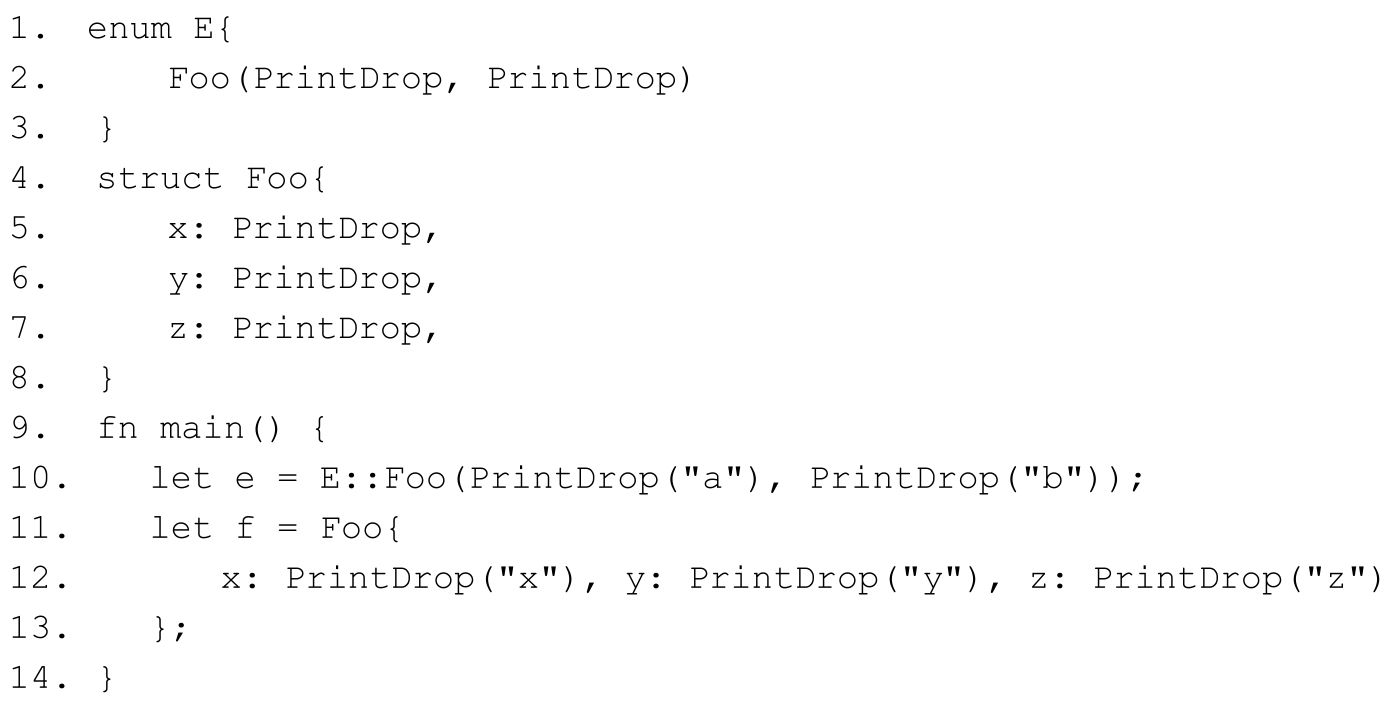 1. enum E{
2. Foo(PrintDrop, PrintDrop)
3. }
4. struct Foo{
5. x: PrintDrop,
6. y: PrintDrop,
7. z: PrintDrop,
8. }
9. fn main() {
10. let e = E::Foo(PrintDrop("a"), PrintDrop("b"));
11. let f = Foo{
12. x: PrintDrop("x"), y: PrintDrop("y"), z: PrintDrop("z")
13. };
14. }